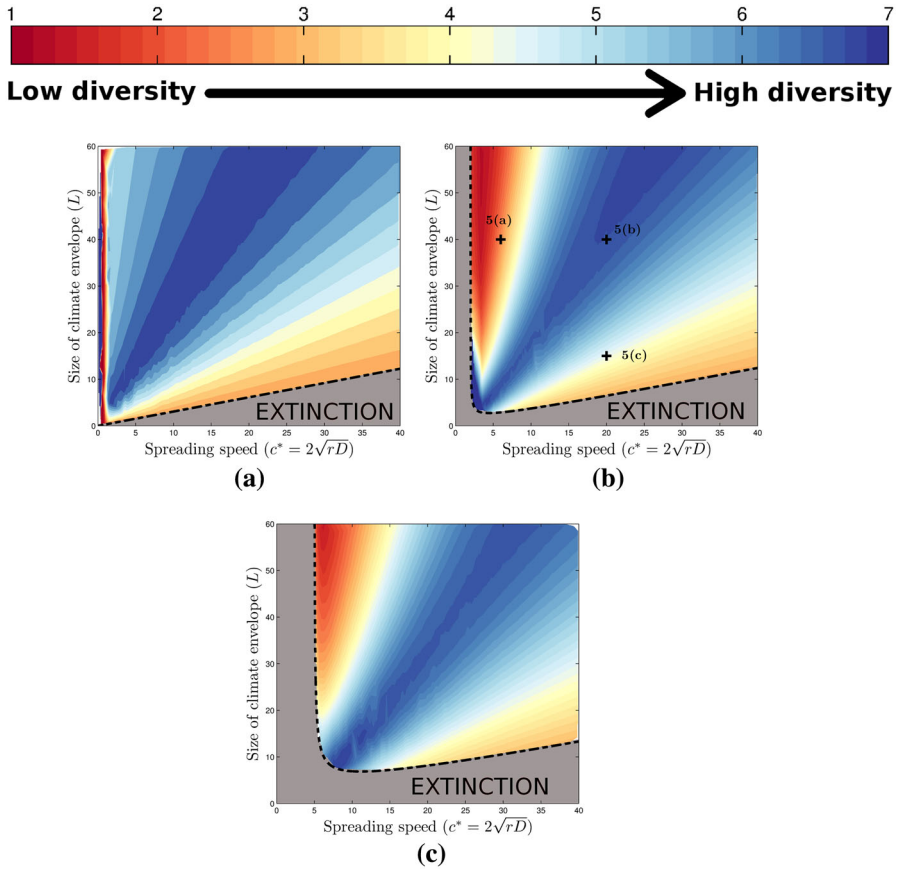 1 2 3 4 5 6 7
Low diversity High diversity
60
50
40
30
20
10
0
Size of climate envelope (L)
EXTINCTION
0 5 10 15 20 25 30 35 40
Spreading speed (c* = 2√rD)
(a)
60
50
40
30
20
10
0
Size of climate envelope (L)
5(a)
5(b)
5(c)
EXTINCTION
0 5 10 15 20 25 30 35 40
Spreading speed (c* = 2√rD)
(b)
60
50
40
30
20
10
0
Size of climate envelope (L)
EXTINCTION
0 5 10 15 20 25 30 35 40
Spreading speed (c* = 2√rD)
(c)